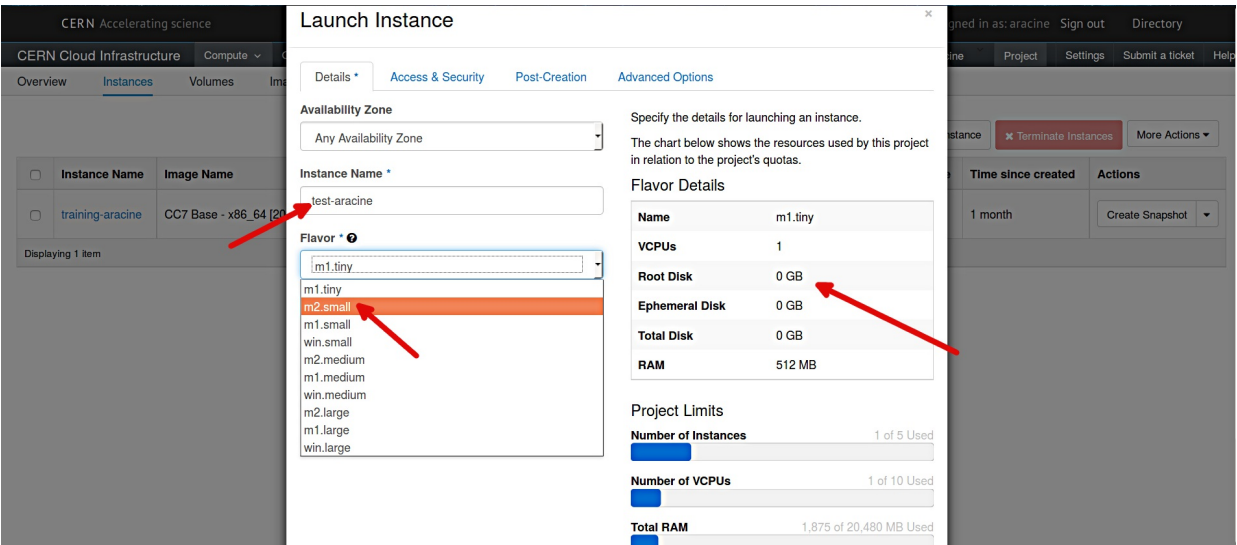 CERN Accelerating science
Signed in as: aracine Sign out Directory
CERN Cloud Infrastructure Compute
Project Settings Submit a ticket Help
Overview Instances Volumes
Launch Instance
×
Details * Access & Security Post-Creation Advanced Options
Availability Zone
Any Availability Zone
Instance Name *
test-aracine
Flavor *
m1.tiny
m1.tiny
m2.small
m1.small
win.small
m2.medium
m1.medium
win.medium
m2.large
m1.large
win.large
Specify the details for launching an instance.
The chart below shows the resources used by this project
in relation to the project's quotas.
Flavor Details
Name m1.tiny
VCPUs 1
Root Disk 0 GB
Ephemeral Disk 0 GB
Total Disk 0 GB
RAM 512 MB
Project Limits
Number of Instances 1 of 5 Used
Number of VCPUs 1 of 10 Used
Total RAM 1,875 of 20,480 MB Used
Terminate Instances More Actions
Instance Name Image Name
Time since created Actions
training-aracine CC7 Base - x86_64 [20
1 month Create Snapshot
Displaying 1 item